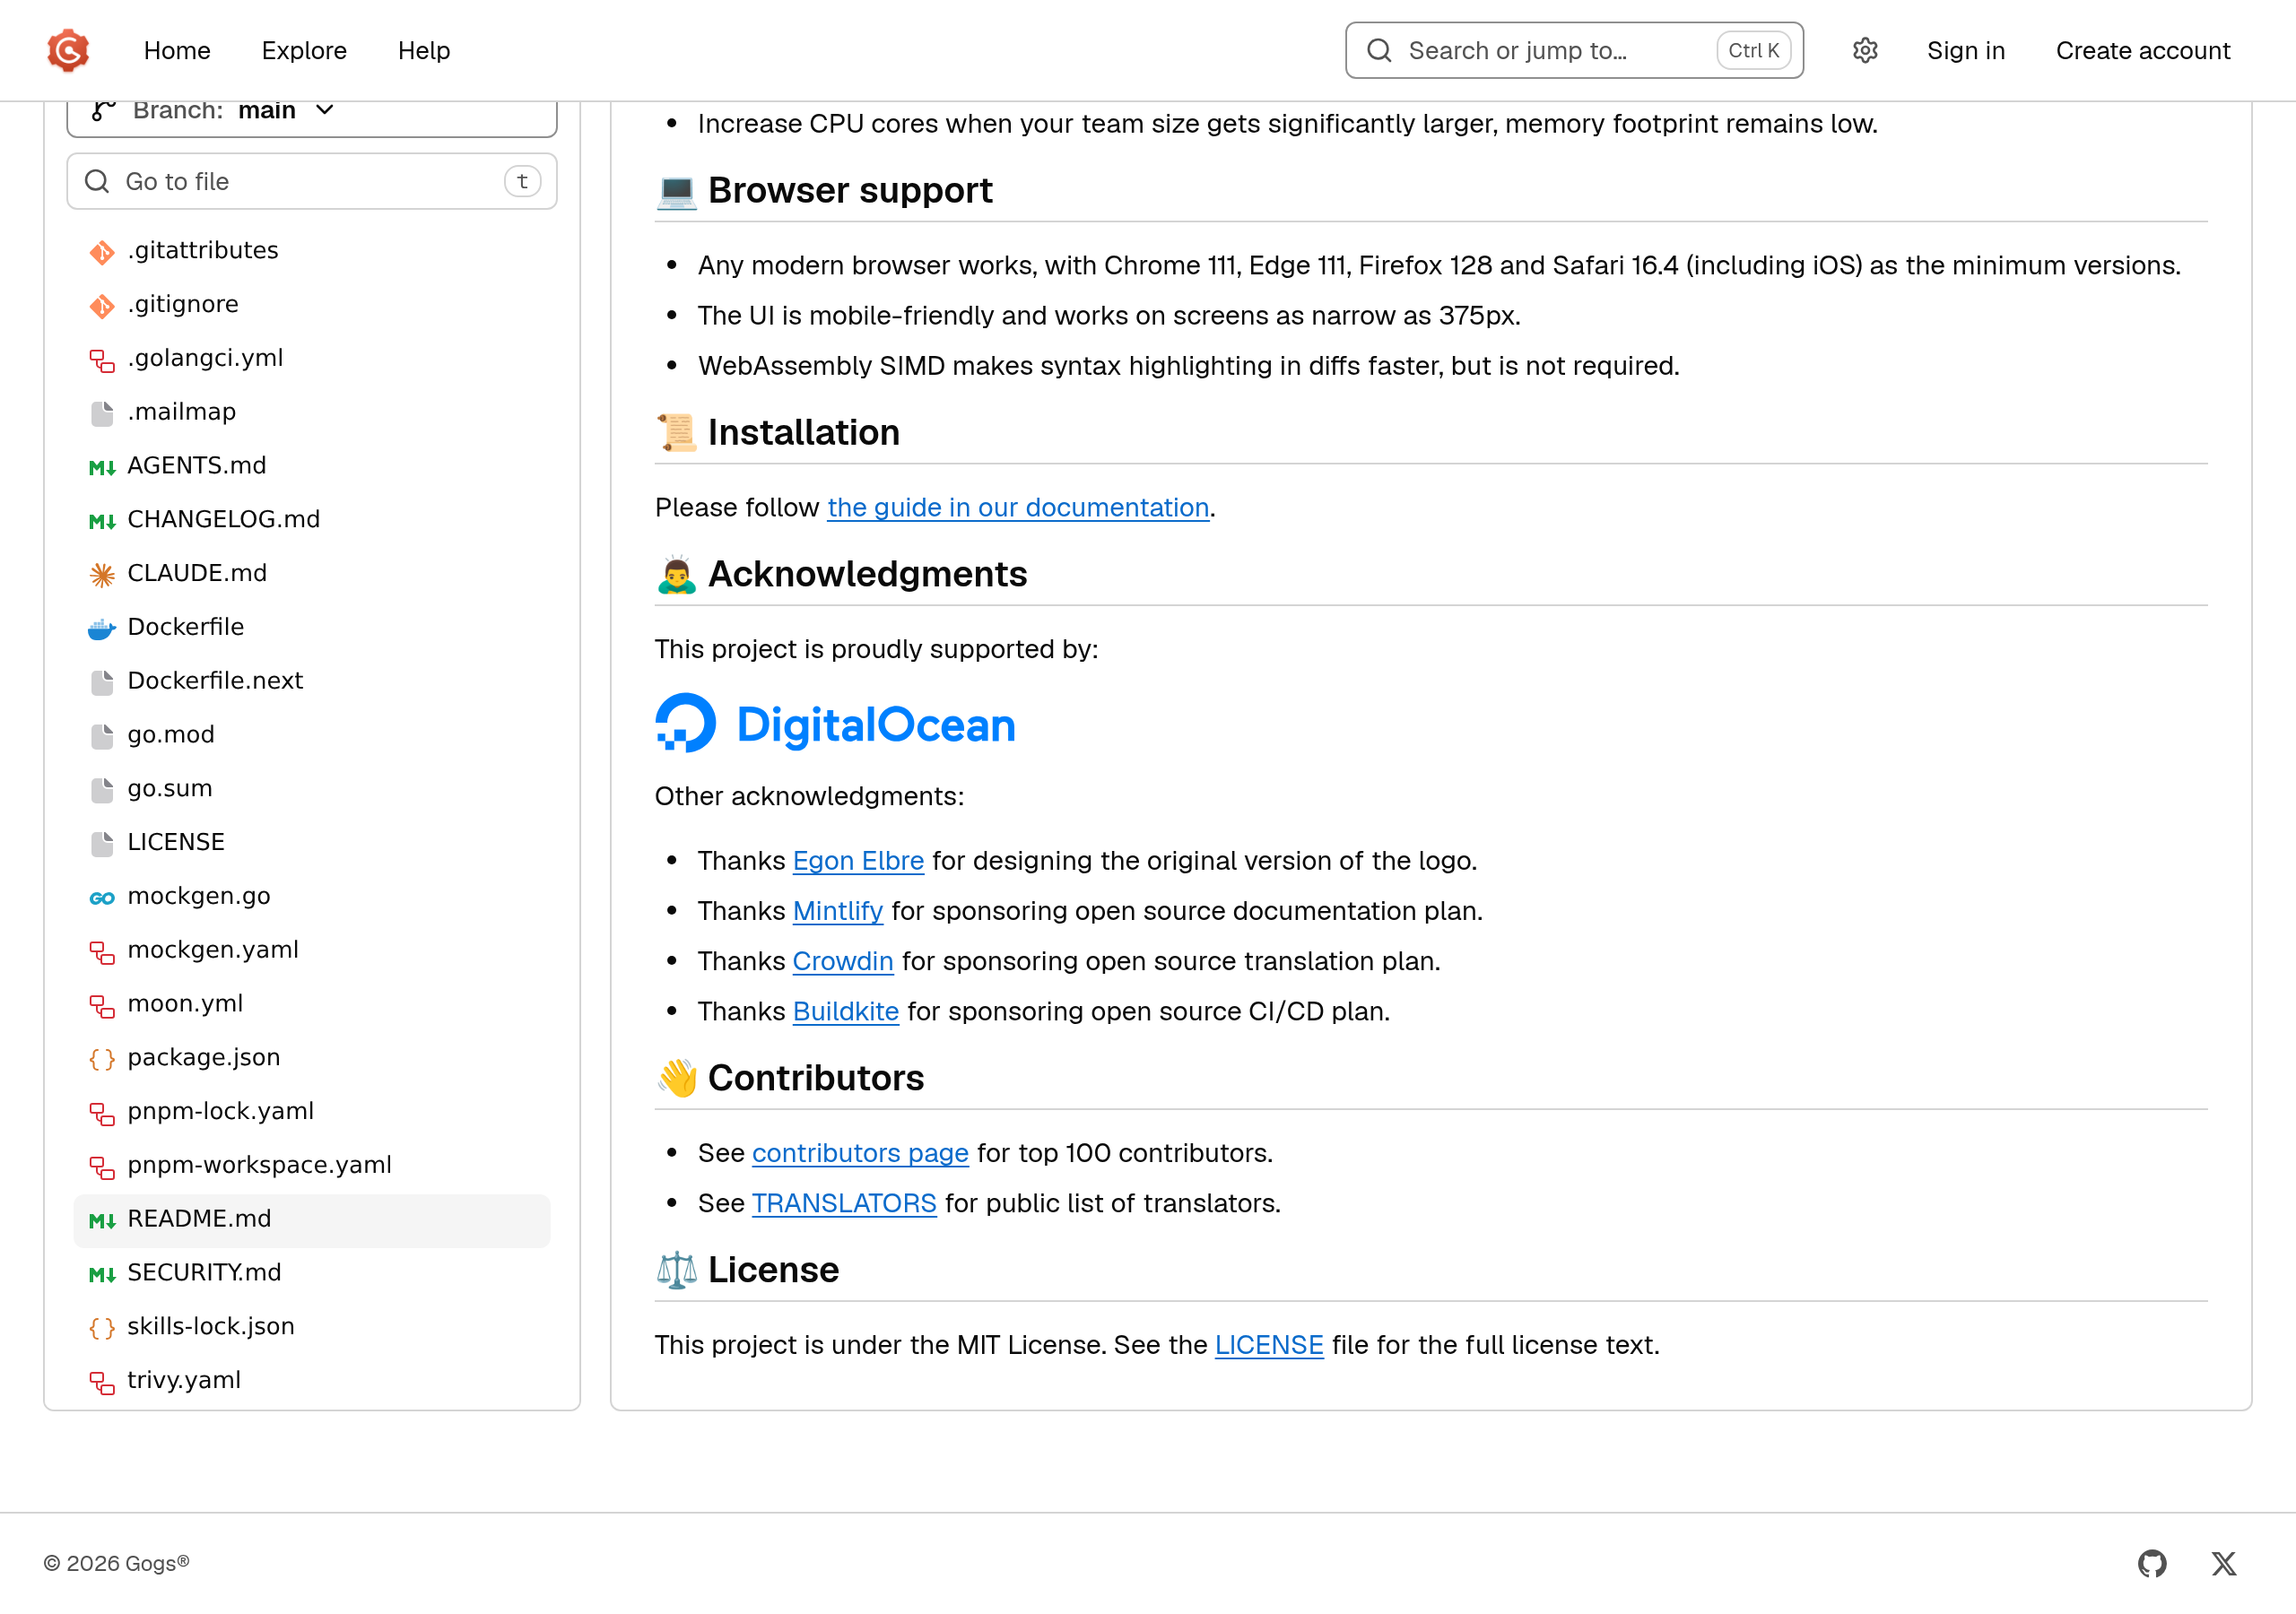 Home
Explore
Help
Search or jump to...
Ctrl K
Sign in
Create account
Branch: main
Go to file
t
.gitattributes
.gitignore
.golangci.yml
.mailmap
AGENTS.md
CHANGELOG.md
CLAUDE.md
Dockerfile
Dockerfile.next
go.mod
go.sum
LICENSE
mockgen.go
mockgen.yaml
moon.yml
package.json
pnpm-lock.yaml
pnpm-workspace.yaml
README.md
SECURITY.md
skills-lock.json
trivy.yaml
• Increase CPU cores when your team size gets significantly larger, memory footprint remains low.
💻 Browser support
• Any modern browser works, with Chrome 111, Edge 111, Firefox 128 and Safari 16.4 (including iOS) as the minimum versions.
• The UI is mobile-friendly and works on screens as narrow as 375px.
• WebAssembly SIMD makes syntax highlighting in diffs faster, but is not required.
📜 Installation
Please follow the guide in our documentation.
🙇‍♂️ Acknowledgments
This project is proudly supported by:
DigitalOcean
Other acknowledgments:
• Thanks Egon Elbre for designing the original version of the logo.
• Thanks Mintlify for sponsoring open source documentation plan.
• Thanks Crowdin for sponsoring open source translation plan.
• Thanks Buildkite for sponsoring open source CI/CD plan.
👋 Contributors
• See contributors page for top 100 contributors.
• See TRANSLATORS for public list of translators.
⚖️ License
This project is under the MIT License. See the LICENSE file for the full license text.
© 2026 Gogs®